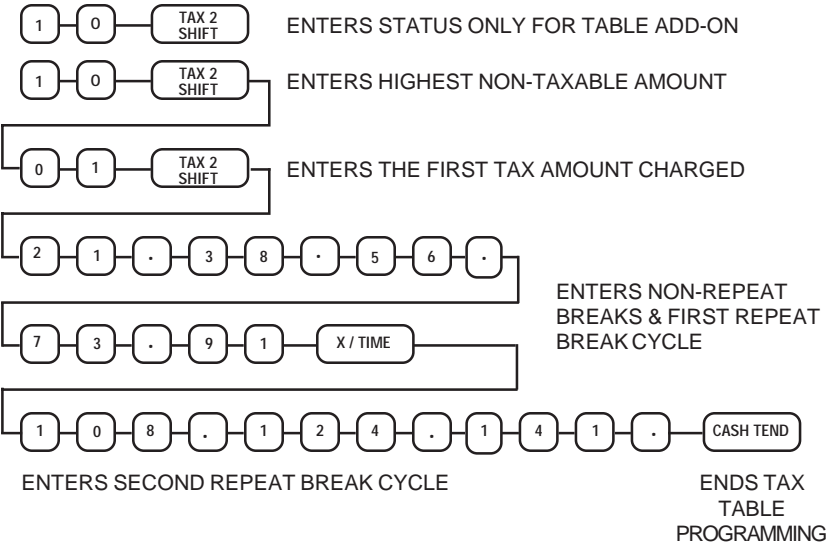 1 0 TAX 2 SHIFT ENTERS STATUS ONLY FOR TABLE ADD-ON
1 0 TAX 2 SHIFT ENTERS HIGHEST NON-TAXABLE AMOUNT
0 1 TAX 2 SHIFT ENTERS THE FIRST TAX AMOUNT CHARGED
2 1 . 3 8 . 5 6 .
ENTERS NON-REPEAT
BREAKS & FIRST REPEAT
BREAK CYCLE
7 3 . 9 1 X / TIME
1 0 8 . 1 2 4 . 1 4 1 . CASH TEND
ENTERS SECOND REPEAT BREAK CYCLE
ENDS TAX
TABLE
PROGRAMMING